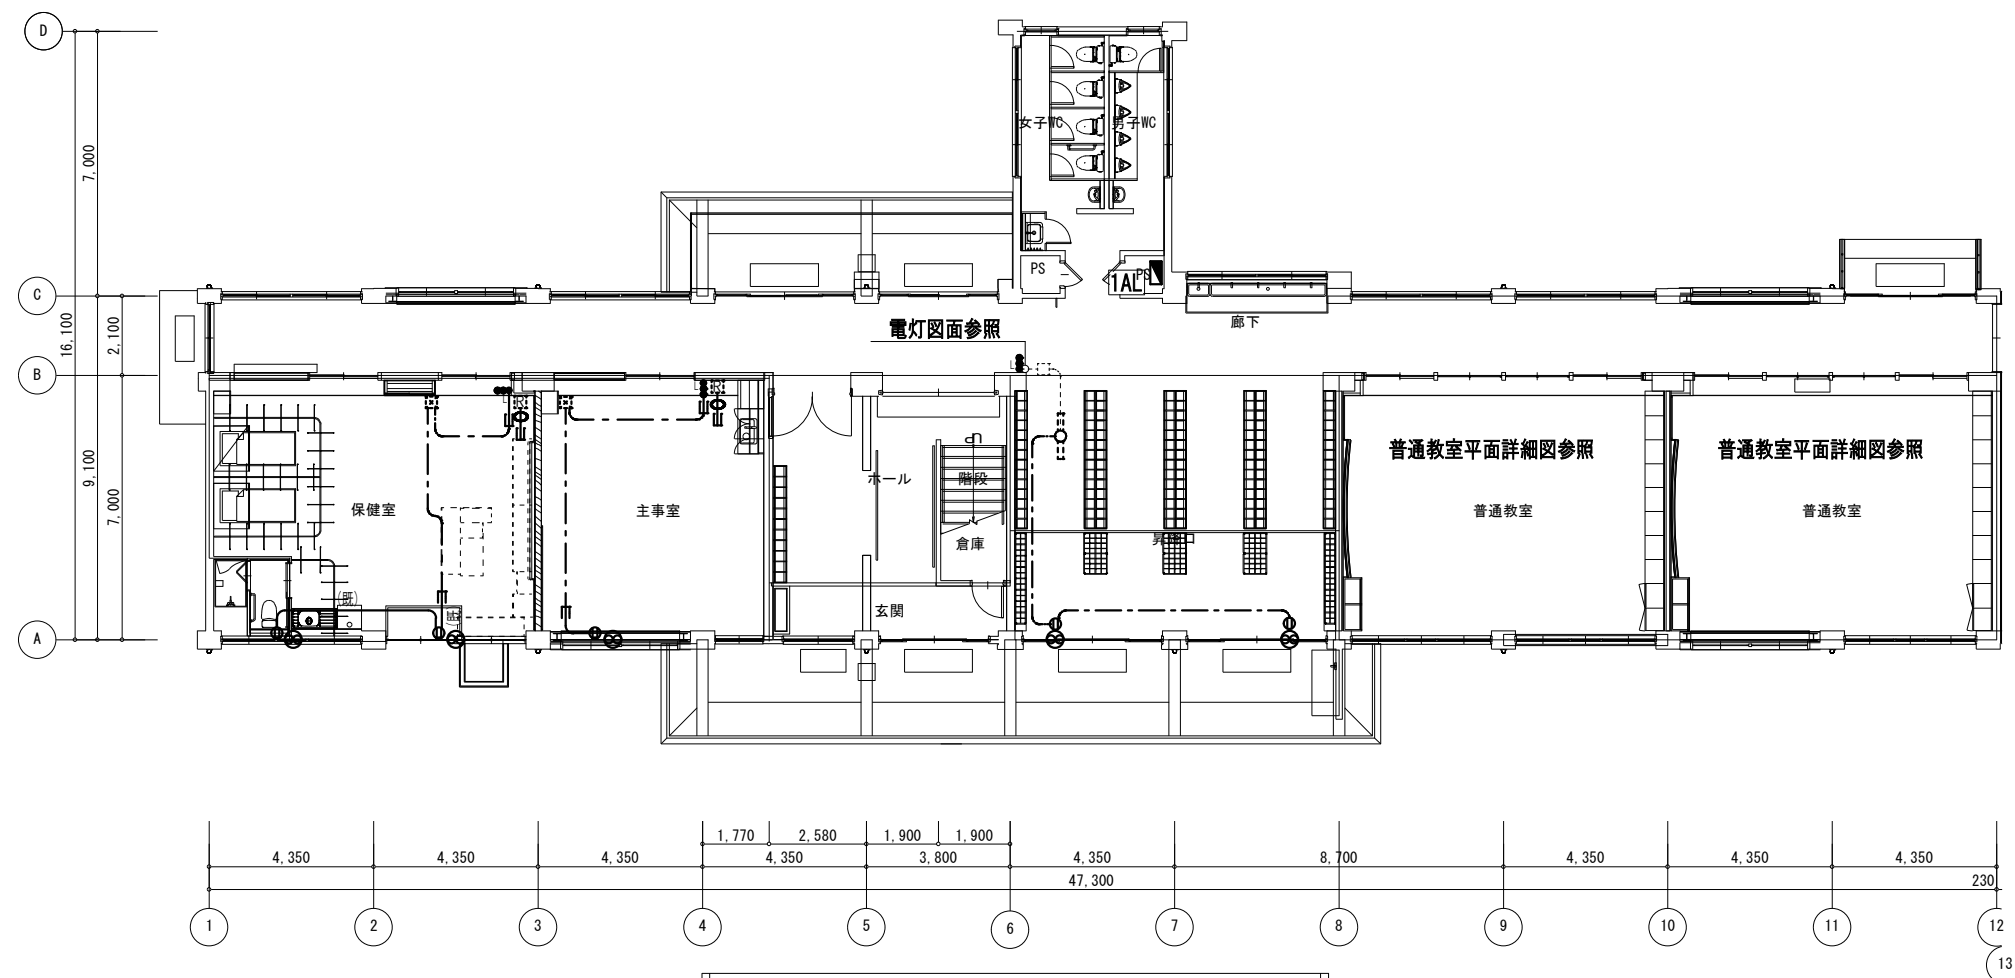 D
7,000
女子WC
男子WC
PS
PS
1AL
C
16,100
2,100
電灯図面参照
廊下
B
R
R
9,100
7,000
up
普通教室平面詳細図参照
普通教室平面詳細図参照
保健室
主事室
ホール
階段
倉庫
普通教室
普通教室
(既)
玄関
A
1,770
2,580
1,900
1,900
4,350
4,350
4,350
4,350
3,800
4,350
8,700
4,350
4,350
4,350
47,300
230
1
2
3
4
5
6
7
8
9
10
11
12
13